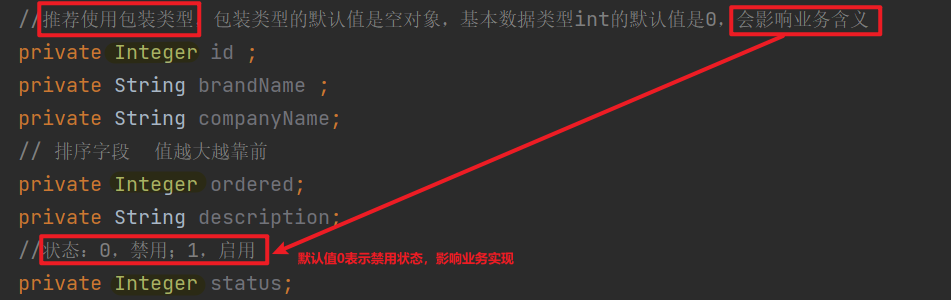 //推荐使用包装类型，包装类型的默认值是空对象，基本数据类型int的默认值是0，会影响业务含义
private Integer id ;
private String brandName ;
private String companyName;
// 排序字段  值越大越靠前
private Integer ordered;
private String description;
//状态：0，禁用；1，启用
默认值0表示禁用状态，影响业务实现
private Integer status;